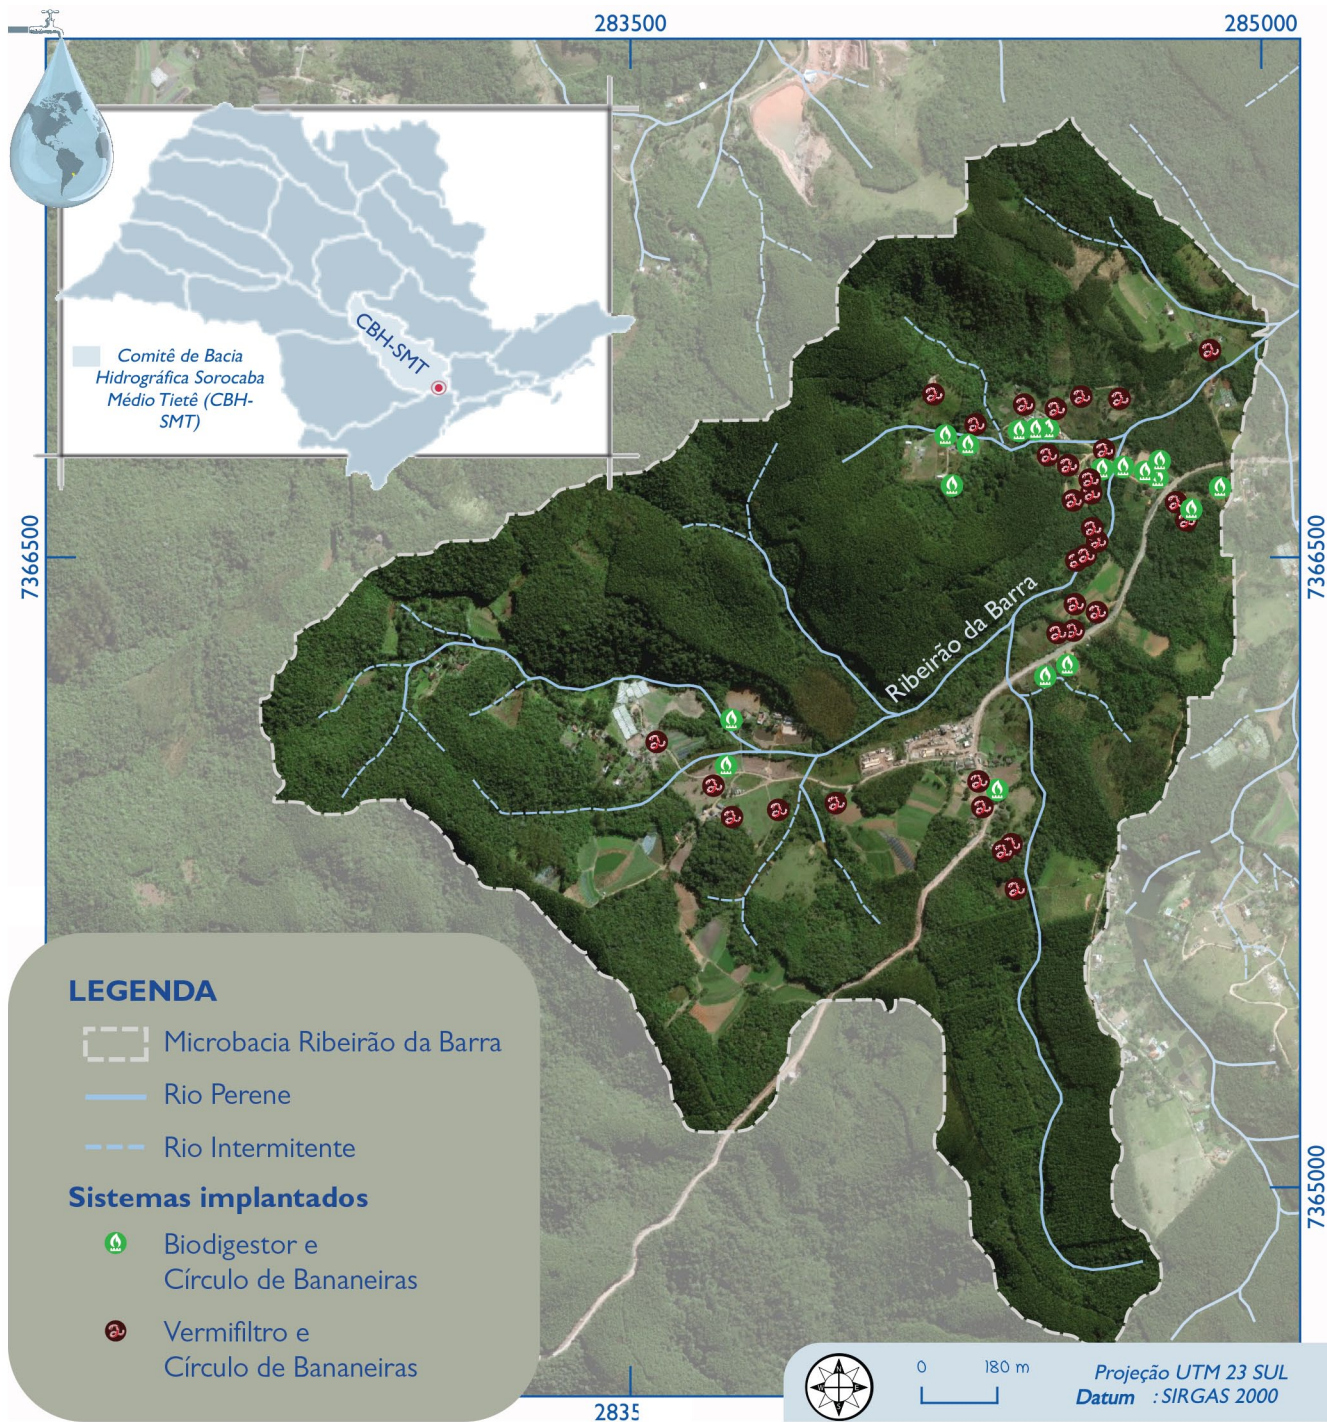 283500
285000
CBH-SMT
Comitê de Bacia
Hidrográfica Sorocaba
Médio Tietê (CBH-
SMT)
7366500
7366500
Ribeirão da Barra
LEGENDA
Microbacia Ribeirão da Barra
Rio Perene
Rio Intermitente
Sistemas implantados
Biodigestor e
Círculo de Bananeiras
Vermifiltro e
Círculo de Bananeiras
7365000
N
W E
S
0 180 m
Projeção UTM 23 SUL
Datum : SIRGAS 2000
2835